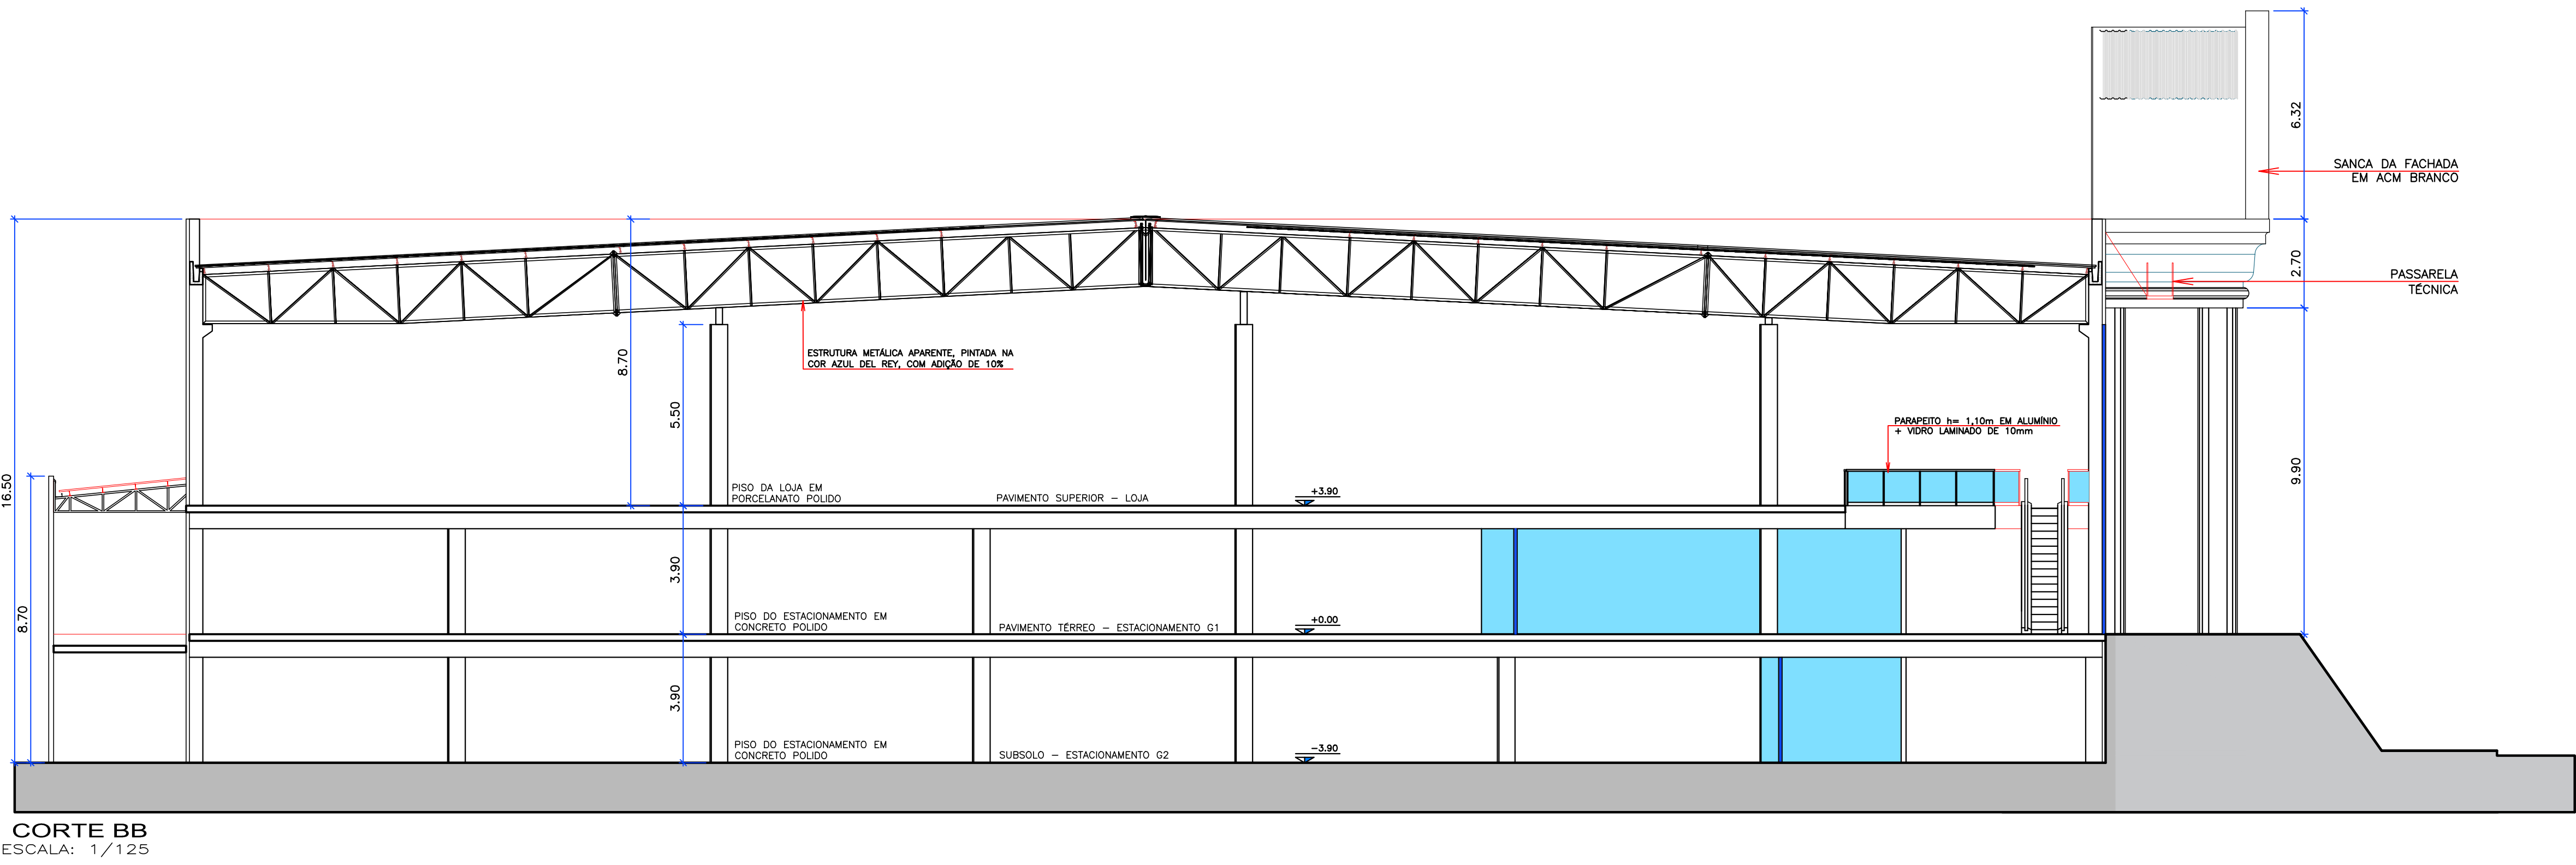 6.32
SANCA DA FACHADA
EM ACM BRANCO
2.70
PASSARELA
TÉCNICA
8.70
ESTRUTURA METÁLICA APARENTE, PINTADA NA
COR AZUL DEL REY, COM ADIÇÃO DE 10%
5.50
PARAPEITO h= 1,10m EM ALUMÍNIO
+ VIDRO LAMINADO DE 10mm
16.50
9.90
PISO DA LOJA EM
PORCELANATO POLIDO
PAVIMENTO SUPERIOR – LOJA
+3.90
8.70
3.90
PISO DO ESTACIONAMENTO EM
CONCRETO POLIDO
PAVIMENTO TÉRREO – ESTACIONAMENTO G1
+0.00
3.90
PISO DO ESTACIONAMENTO EM
CONCRETO POLIDO
SUBSOLO – ESTACIONAMENTO G2
–3.90
CORTE BB
ESCALA: 1/125